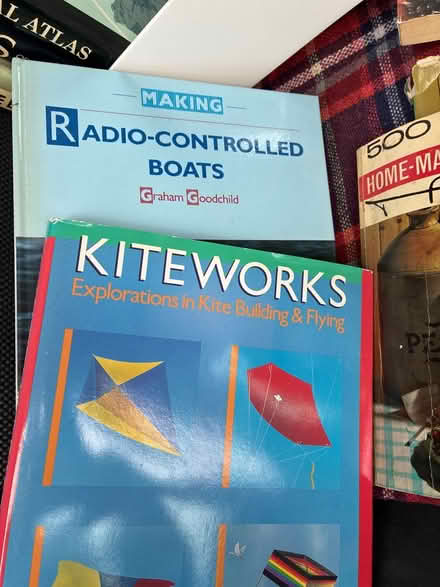 AL ATLAS
MAKING
RADIO-CONTROLLED
BOATS
Graham Goodchild
KITEWORKS
Explorations in Kite Building & Flying
500
HOME-MA